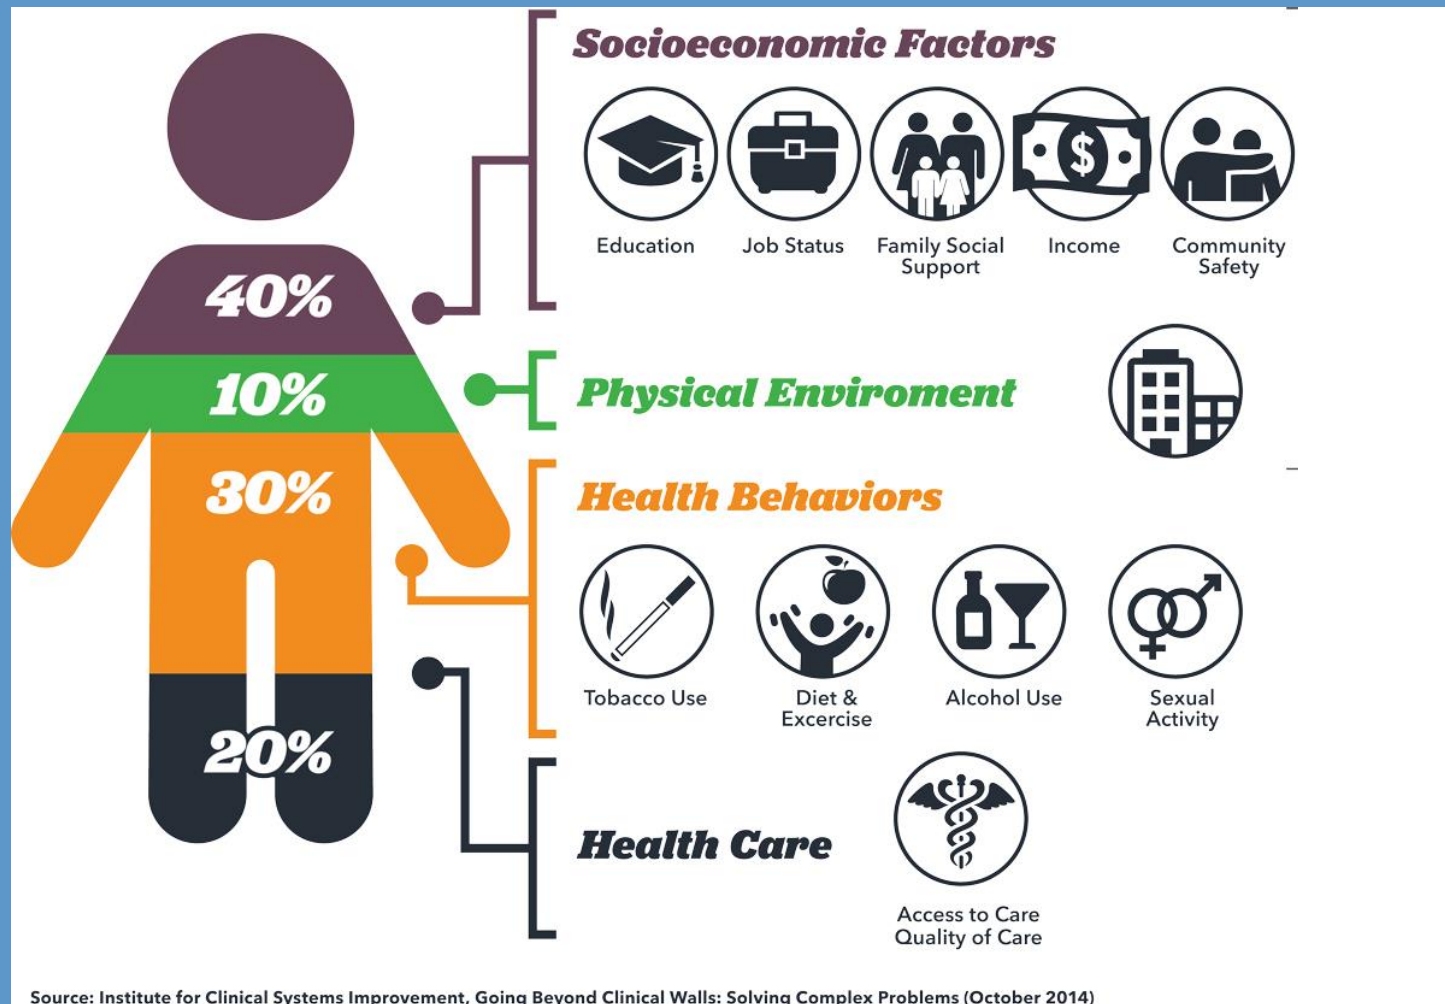 Socioeconomic Factors
$
Education
Job Status
Family Social
Support
Income
Community
Safety
40%
10%
Physical Enviroment
30%
Health Behaviors
Tobacco Use
Diet &
Excercise
Alcohol Use
Sexual
Activity
20%
Health Care
Access to Care
Quality of Care
Source: Institute for Clinical Systems Improvement, Going Beyond Clinical Walls: Solving Complex Problems (October 2014)